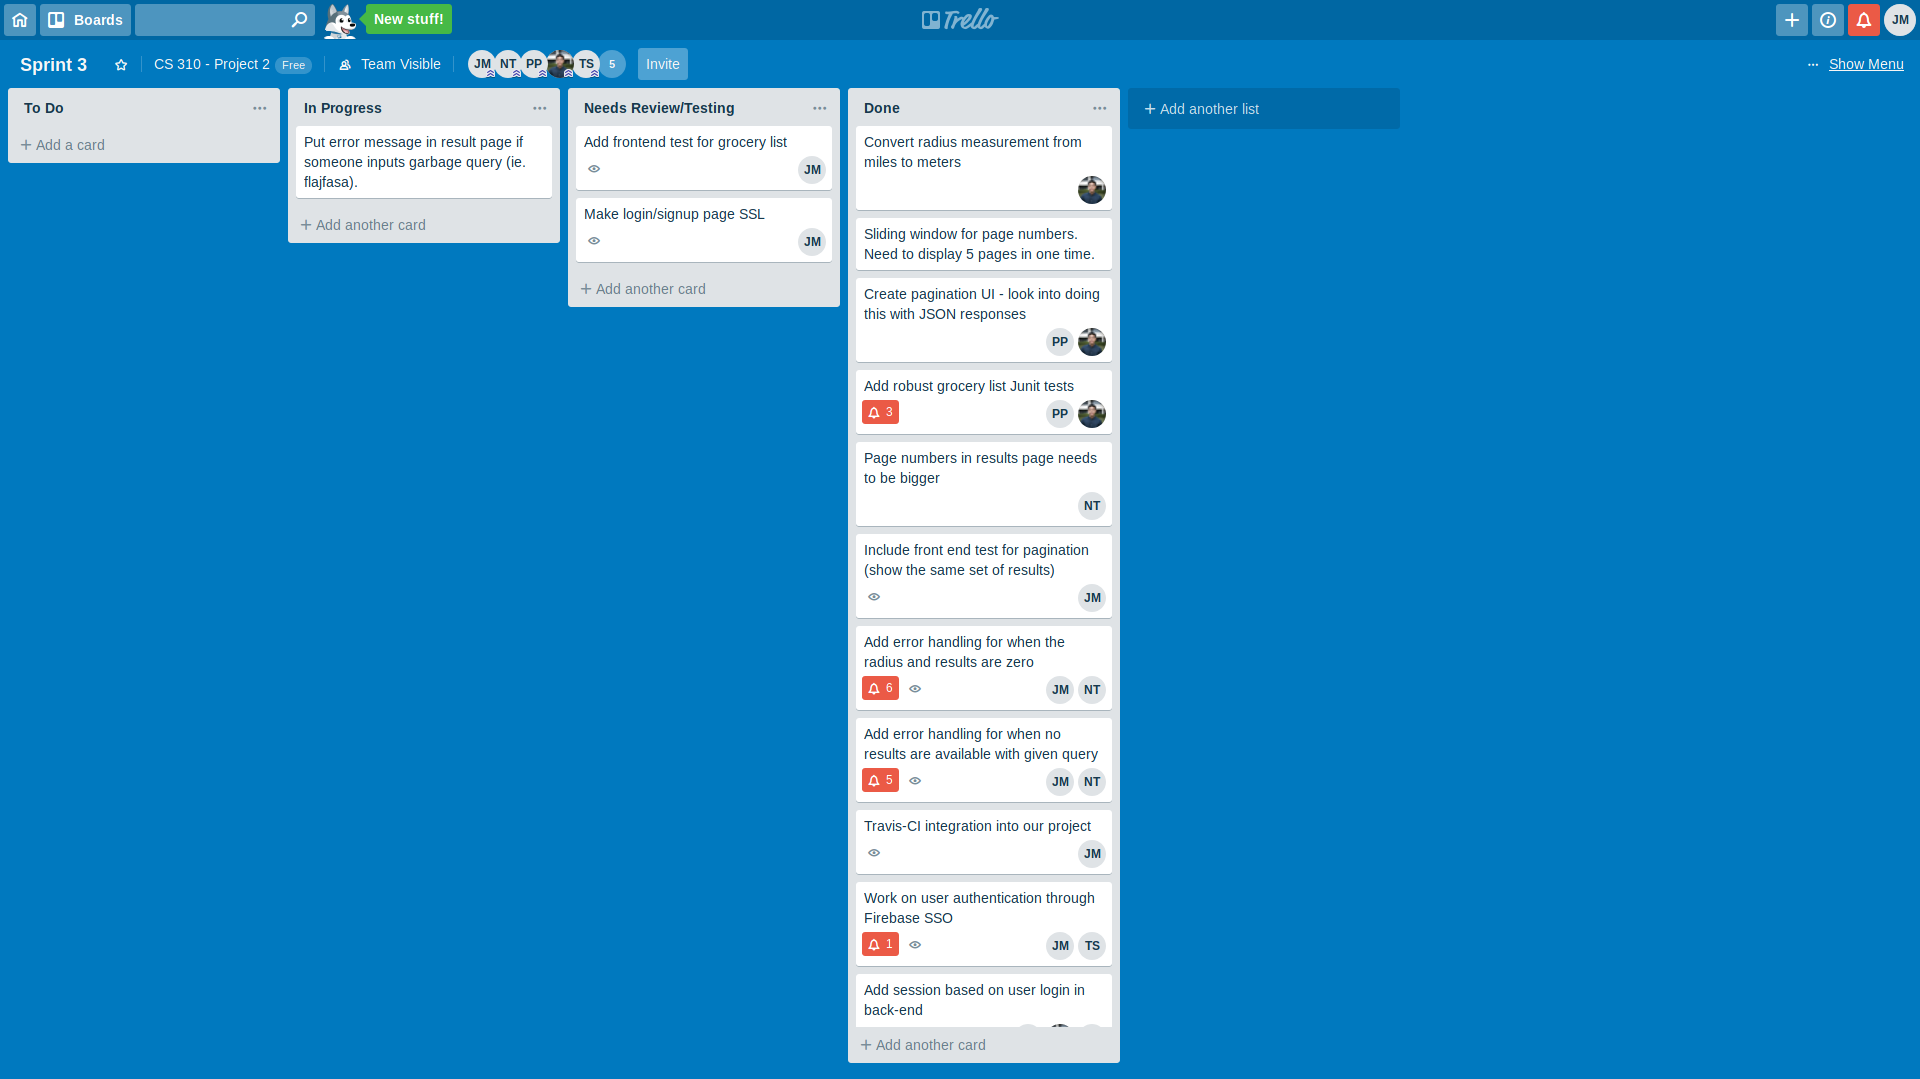 Boards
New stuff!
Trello
JM
Sprint 3
CS 310 - Project 2 Free
Team Visible
JM NT PP TS 5
Invite
Show Menu
To Do
Add a card
In Progress
Put error message in result page if
someone inputs garbage query (ie.
flajfasa).
Add another card
Needs Review/Testing
Add frontend test for grocery list
JM
Make login/signup page SSL
JM
Add another card
Done
Convert radius measurement from
miles to meters
Sliding window for page numbers.
Need to display 5 pages in one time.
Create pagination UI - look into doing
this with JSON responses
PP
Add robust grocery list Junit tests
3 PP
Page numbers in results page needs
to be bigger
NT
Include front end test for pagination
(show the same set of results)
JM
Add error handling for when the
radius and results are zero
6 JM NT
Add error handling for when no
results are available with given query
5 JM NT
Travis-CI integration into our project
JM
Work on user authentication through
Firebase SSO
1 JM TS
Add session based on user login in
back-end
Add another card
Add another list